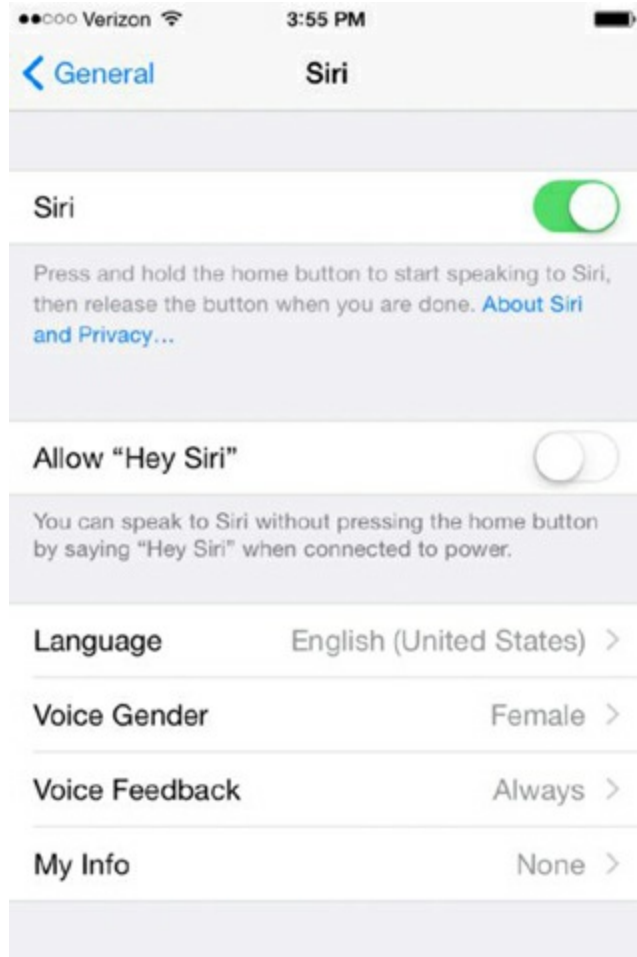 Verizon 3:55 PM
General Siri
Siri
Press and hold the home button to start speaking to Siri,
then release the button when you are done. About Siri
and Privacy...
Allow “Hey Siri”
You can speak to Siri without pressing the home button
by saying “Hey Siri” when connected to power.
Language English (United States)
Voice Gender Female
Voice Feedback Always
My Info None